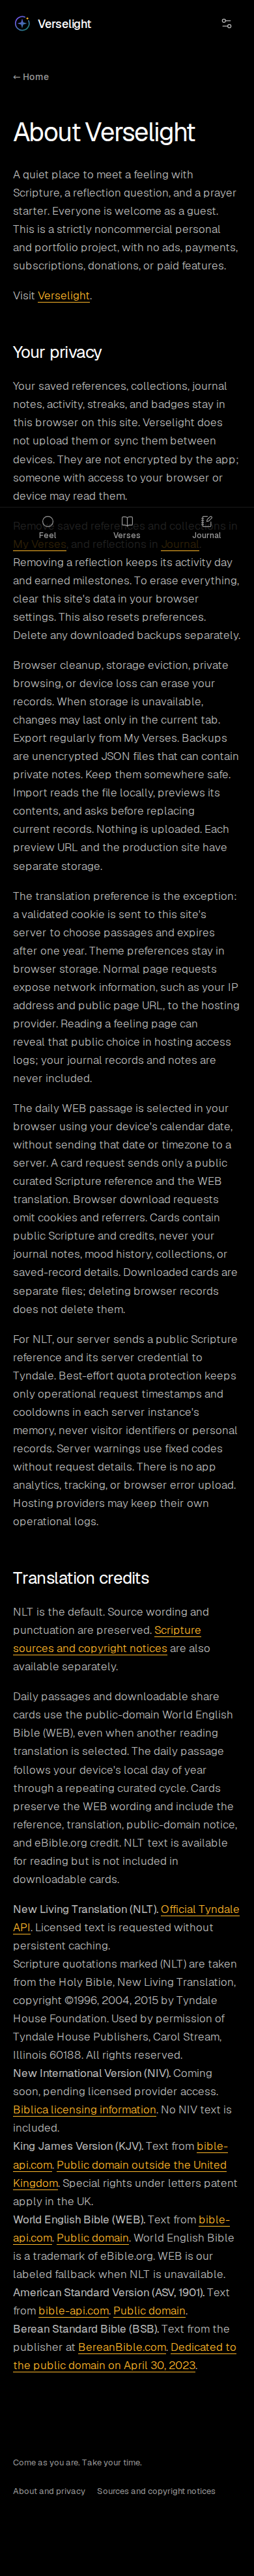 Verselight
← Home
About Verselight
A quiet place to meet a feeling with
Scripture, a reflection question, and a prayer
starter. Everyone is welcome as a guest.
This is a strictly noncommercial personal
and portfolio project, with no ads, payments,
subscriptions, donations, or paid features.
Visit Verselight.
Your privacy
Your saved references, collections, journal
notes, activity, streaks, and badges stay in
this browser on this site. Verselight does
not upload them or sync them between
devices. They are not encrypted by the app;
someone with access to your browser or
device may read them.
Remove saved references and collections in
My Verses, and reflections in Journal.
Feel
Verses
Journal
Removing a reflection keeps its activity day
and earned milestones. To erase everything,
clear this site's data in your browser
settings. This also resets preferences.
Delete any downloaded backups separately.
Browser cleanup, storage eviction, private
browsing, or device loss can erase your
records. When storage is unavailable,
changes may last only in the current tab.
Export regularly from My Verses. Backups
are unencrypted JSON files that can contain
private notes. Keep them somewhere safe.
Import reads the file locally, previews its
contents, and asks before replacing
current records. Nothing is uploaded. Each
preview URL and the production site have
separate storage.
The translation preference is the exception:
a validated cookie is sent to this site's
server to choose passages and expires
after one year. Theme preferences stay in
browser storage. Normal page requests
expose network information, such as your IP
address and public page URL, to the hosting
provider. Reading a feeling page can
reveal that public choice in hosting access
logs; your journal records and notes are
never included.
The daily WEB passage is selected in your
browser using your device's calendar date,
without sending that date or timezone to a
server. A card request sends only a public
curated Scripture reference and the WEB
translation. Browser download requests
omit cookies and referrers. Cards contain
public Scripture and credits, never your
journal notes, mood history, collections, or
saved-record details. Downloaded cards are
separate files; deleting browser records
does not delete them.
For NLT, our server sends a public Scripture
reference and its server credential to
Tyndale. Best-effort quota protection keeps
only operational request timestamps and
cooldowns in each server instance's
memory, never visitor identifiers or personal
records. Server warnings use fixed codes
without request details. There is no app
analytics, tracking, or browser error upload.
Hosting providers may keep their own
operational logs.
Translation credits
NLT is the default. Source wording and
punctuation are preserved. Scripture
sources and copyright notices are also
available separately.
Daily passages and downloadable share
cards use the public-domain World English
Bible (WEB), even when another reading
translation is selected. The daily passage
follows your device's local day of year
through a repeating curated cycle. Cards
preserve the WEB wording and include the
reference, translation, public-domain notice,
and eBible.org credit. NLT text is available
for reading but is not included in
downloadable cards.
New Living Translation (NLT). Official Tyndale
API. Licensed text is requested without
persistent caching.
Scripture quotations marked (NLT) are taken
from the Holy Bible, New Living Translation,
copyright ©1996, 2004, 2015 by Tyndale
House Foundation. Used by permission of
Tyndale House Publishers, Carol Stream,
Illinois 60188. All rights reserved.
New International Version (NIV). Coming
soon, pending licensed provider access.
Biblica licensing information. No NIV text is
included.
King James Version (KJV). Text from bible-
api.com. Public domain outside the United
Kingdom. Special rights under letters patent
apply in the UK.
World English Bible (WEB). Text from bible-
api.com. Public domain. World English Bible
is a trademark of eBible.org. WEB is our
labeled fallback when NLT is unavailable.
American Standard Version (ASV, 1901). Text
from bible-api.com. Public domain.
Berean Standard Bible (BSB). Text from the
publisher at BereanBible.com. Dedicated to
the public domain on April 30, 2023.
Come as you are. Take your time.
About and privacy
Sources and copyright notices